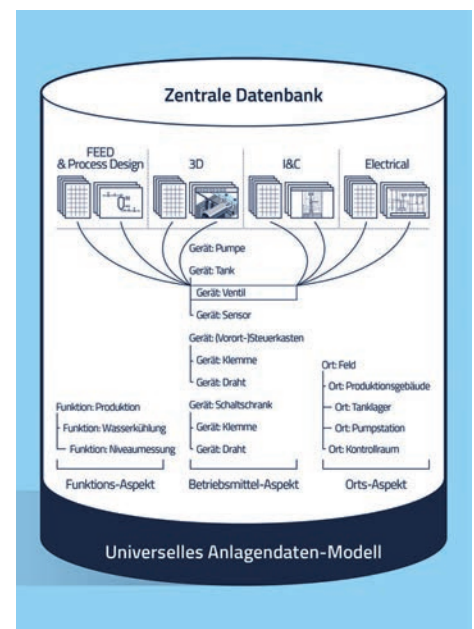 Zentrale Datenbank
FEED
& Process Design
3D
I&C
Electrical
Gerät: Pumpe
Gerät: Tank
Gerät: Ventil
Gerät: Sensor
Gerät: (Vorort-)Steuerkasten
Gerät: Klemme
Gerät: Draht
Gerät: Schaltschrank
Gerät: Klemme
Gerät: Draht
Betriebsmittel-Aspekt
Funktion: Produktion
Funktion: Wasserkühlung
Funktion: Niveaumessung
Funktions-Aspekt
Ort: Feld
Ort: Produktionsgebäude
Ort: Tanklager
Ort: Pumpstation
Ort: Kontrollraum
Orts-Aspekt
Universelles Anlagendaten-Modell